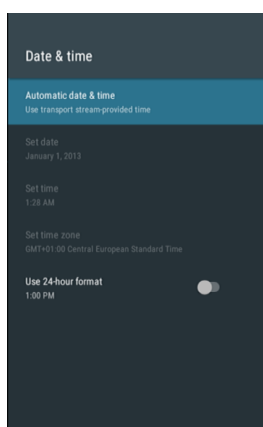 Date & time
Automatic date & time
Use transport stream-provided time
Set date
January 1, 2013
Set time
1:28 AM
Set time zone
GMT+01:00 Central European Standard Time
Use 24-hour format
1:00 PM